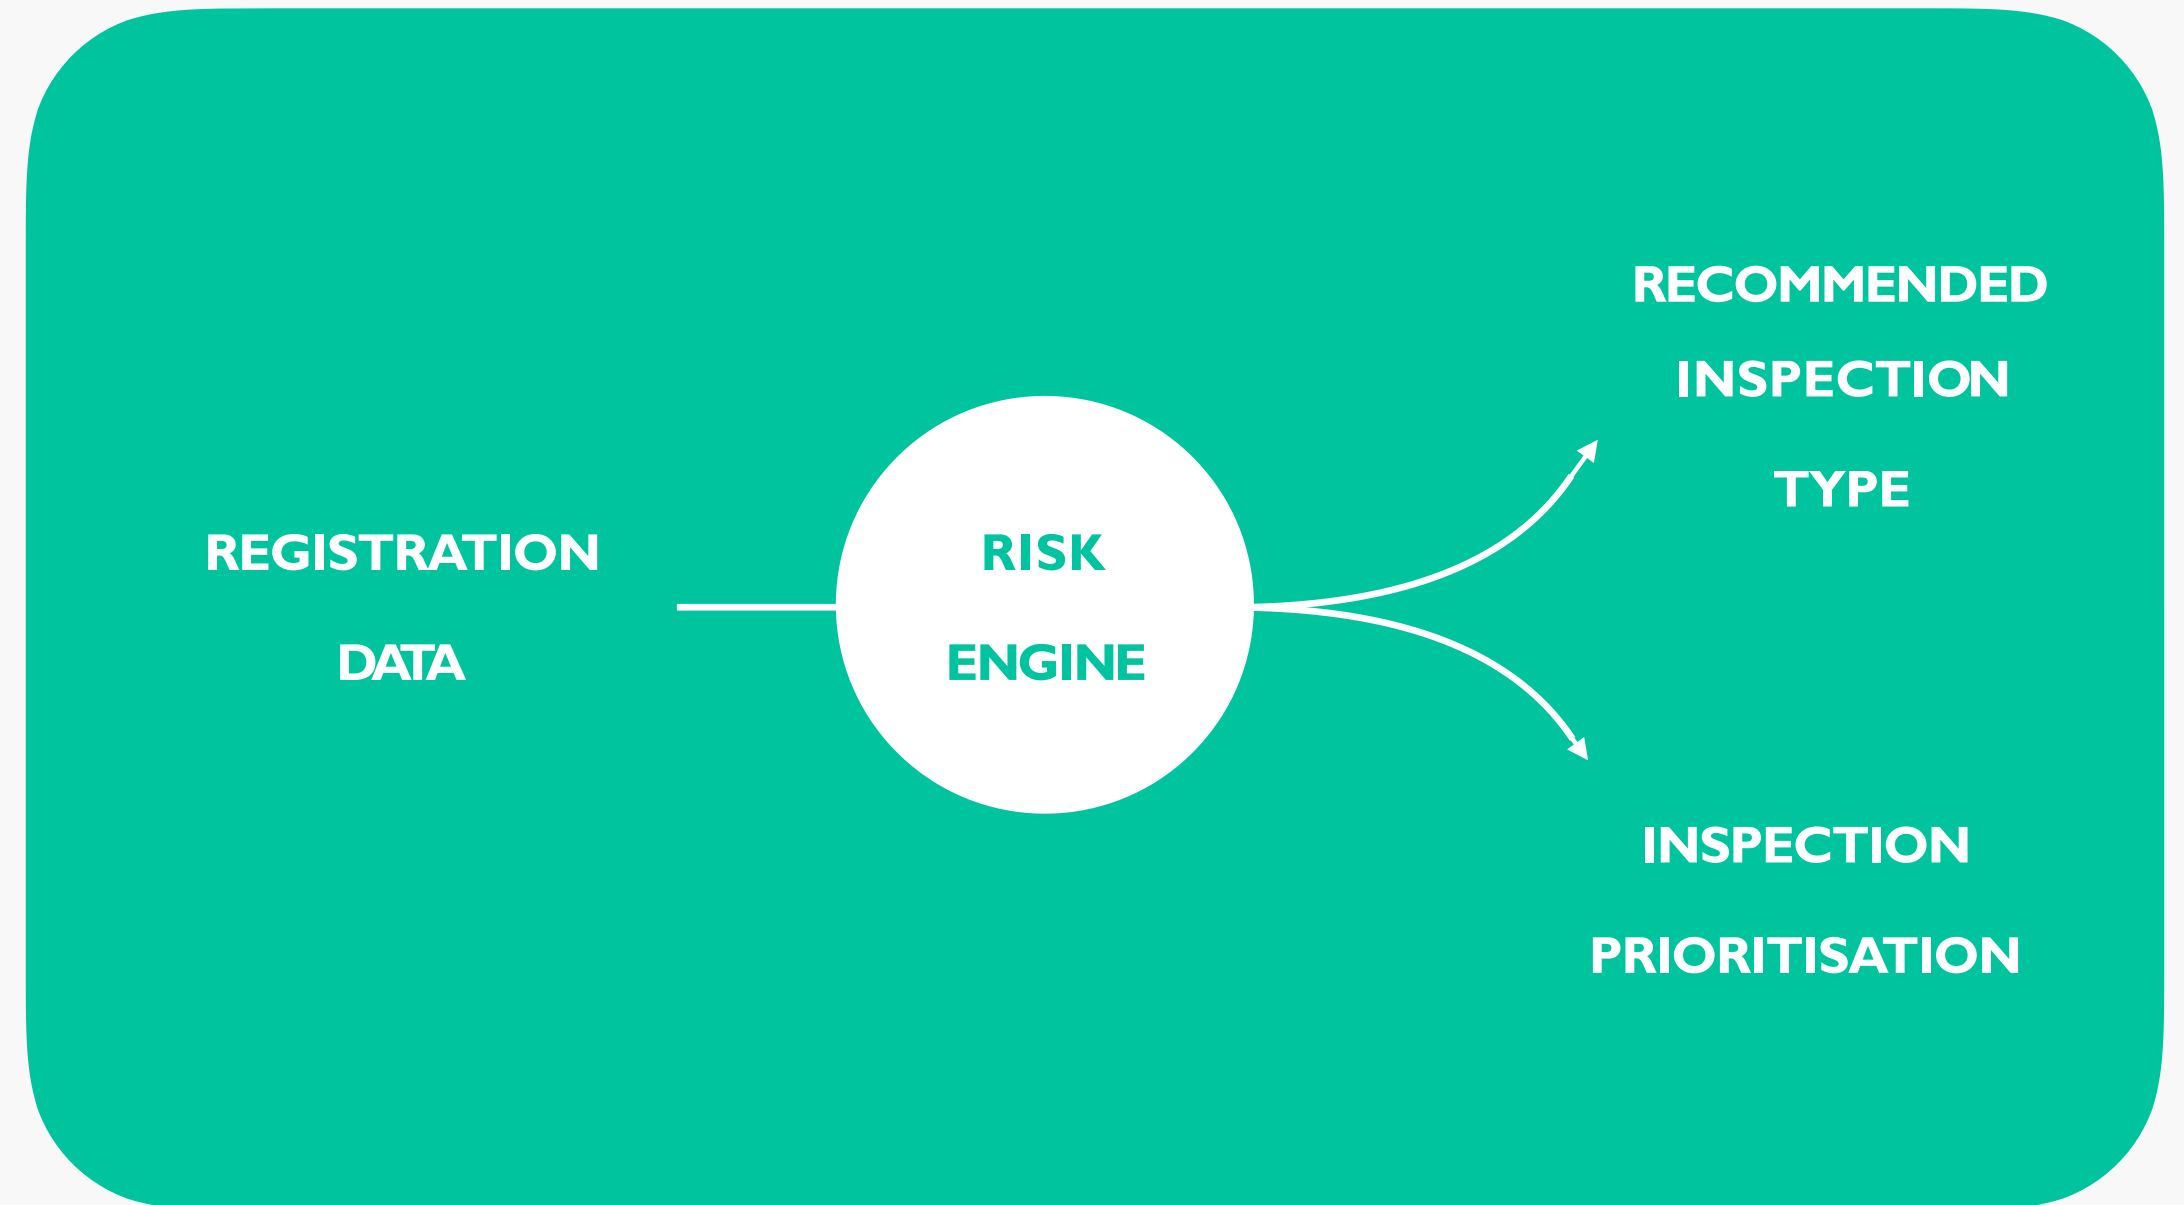 REGISTRATION
DATA
RISK
ENGINE
RECOMMENDED
INSPECTION
TYPE
INSPECTION
PRIORITISATION